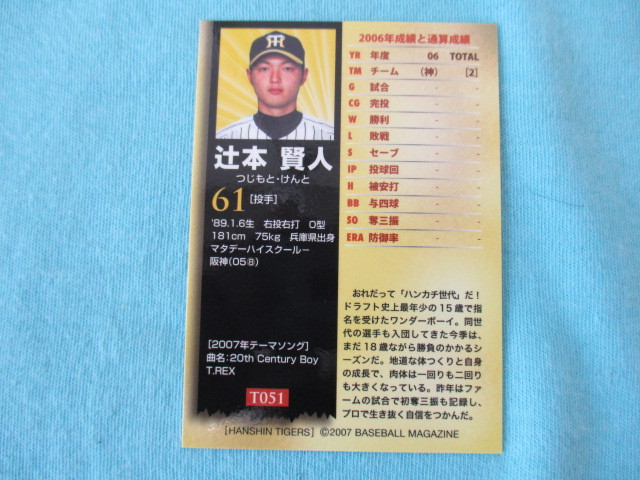 TH
辻本 賢人
つじもと・けんと
61 [投手]
'89.1.6生 右投右打 O型
181cm 75kg 兵庫県出身
マタデーハイスクールー
阪神(05⑧)
[2007年テーマソング]
曲名:20th Century Boy
T.REX
T051
2006年成績と通算成績
YR 年度 06 TOTAL
TM チーム (神) [2]
G 試合 - -
CG 完投 - -
W 勝利 - -
L 敗戦 - -
S セーブ - -
IP 投球回 - -
H 被安打 - -
BB 与四球 - -
SO 奪三振 - -
ERA 防御率 - -
おれだって「ハンカチ世代」だ!
ドラフト史上最年少の15歳で指
名を受けたワンダーボーイ。同世
代の選手も入団してきた今季は、
まだ18歳ながら勝負のかかるシ
ーズンだ。地道な体つくりと自身
の成長で、肉体は一回りも二回り
も大きくなっている。昨年はファ
ームの試合で初奪三振も記録し、
プロで生き抜く自信をつかんだ。
[HANSHIN TIGERS] ©2007 BASEBALL MAGAZINE